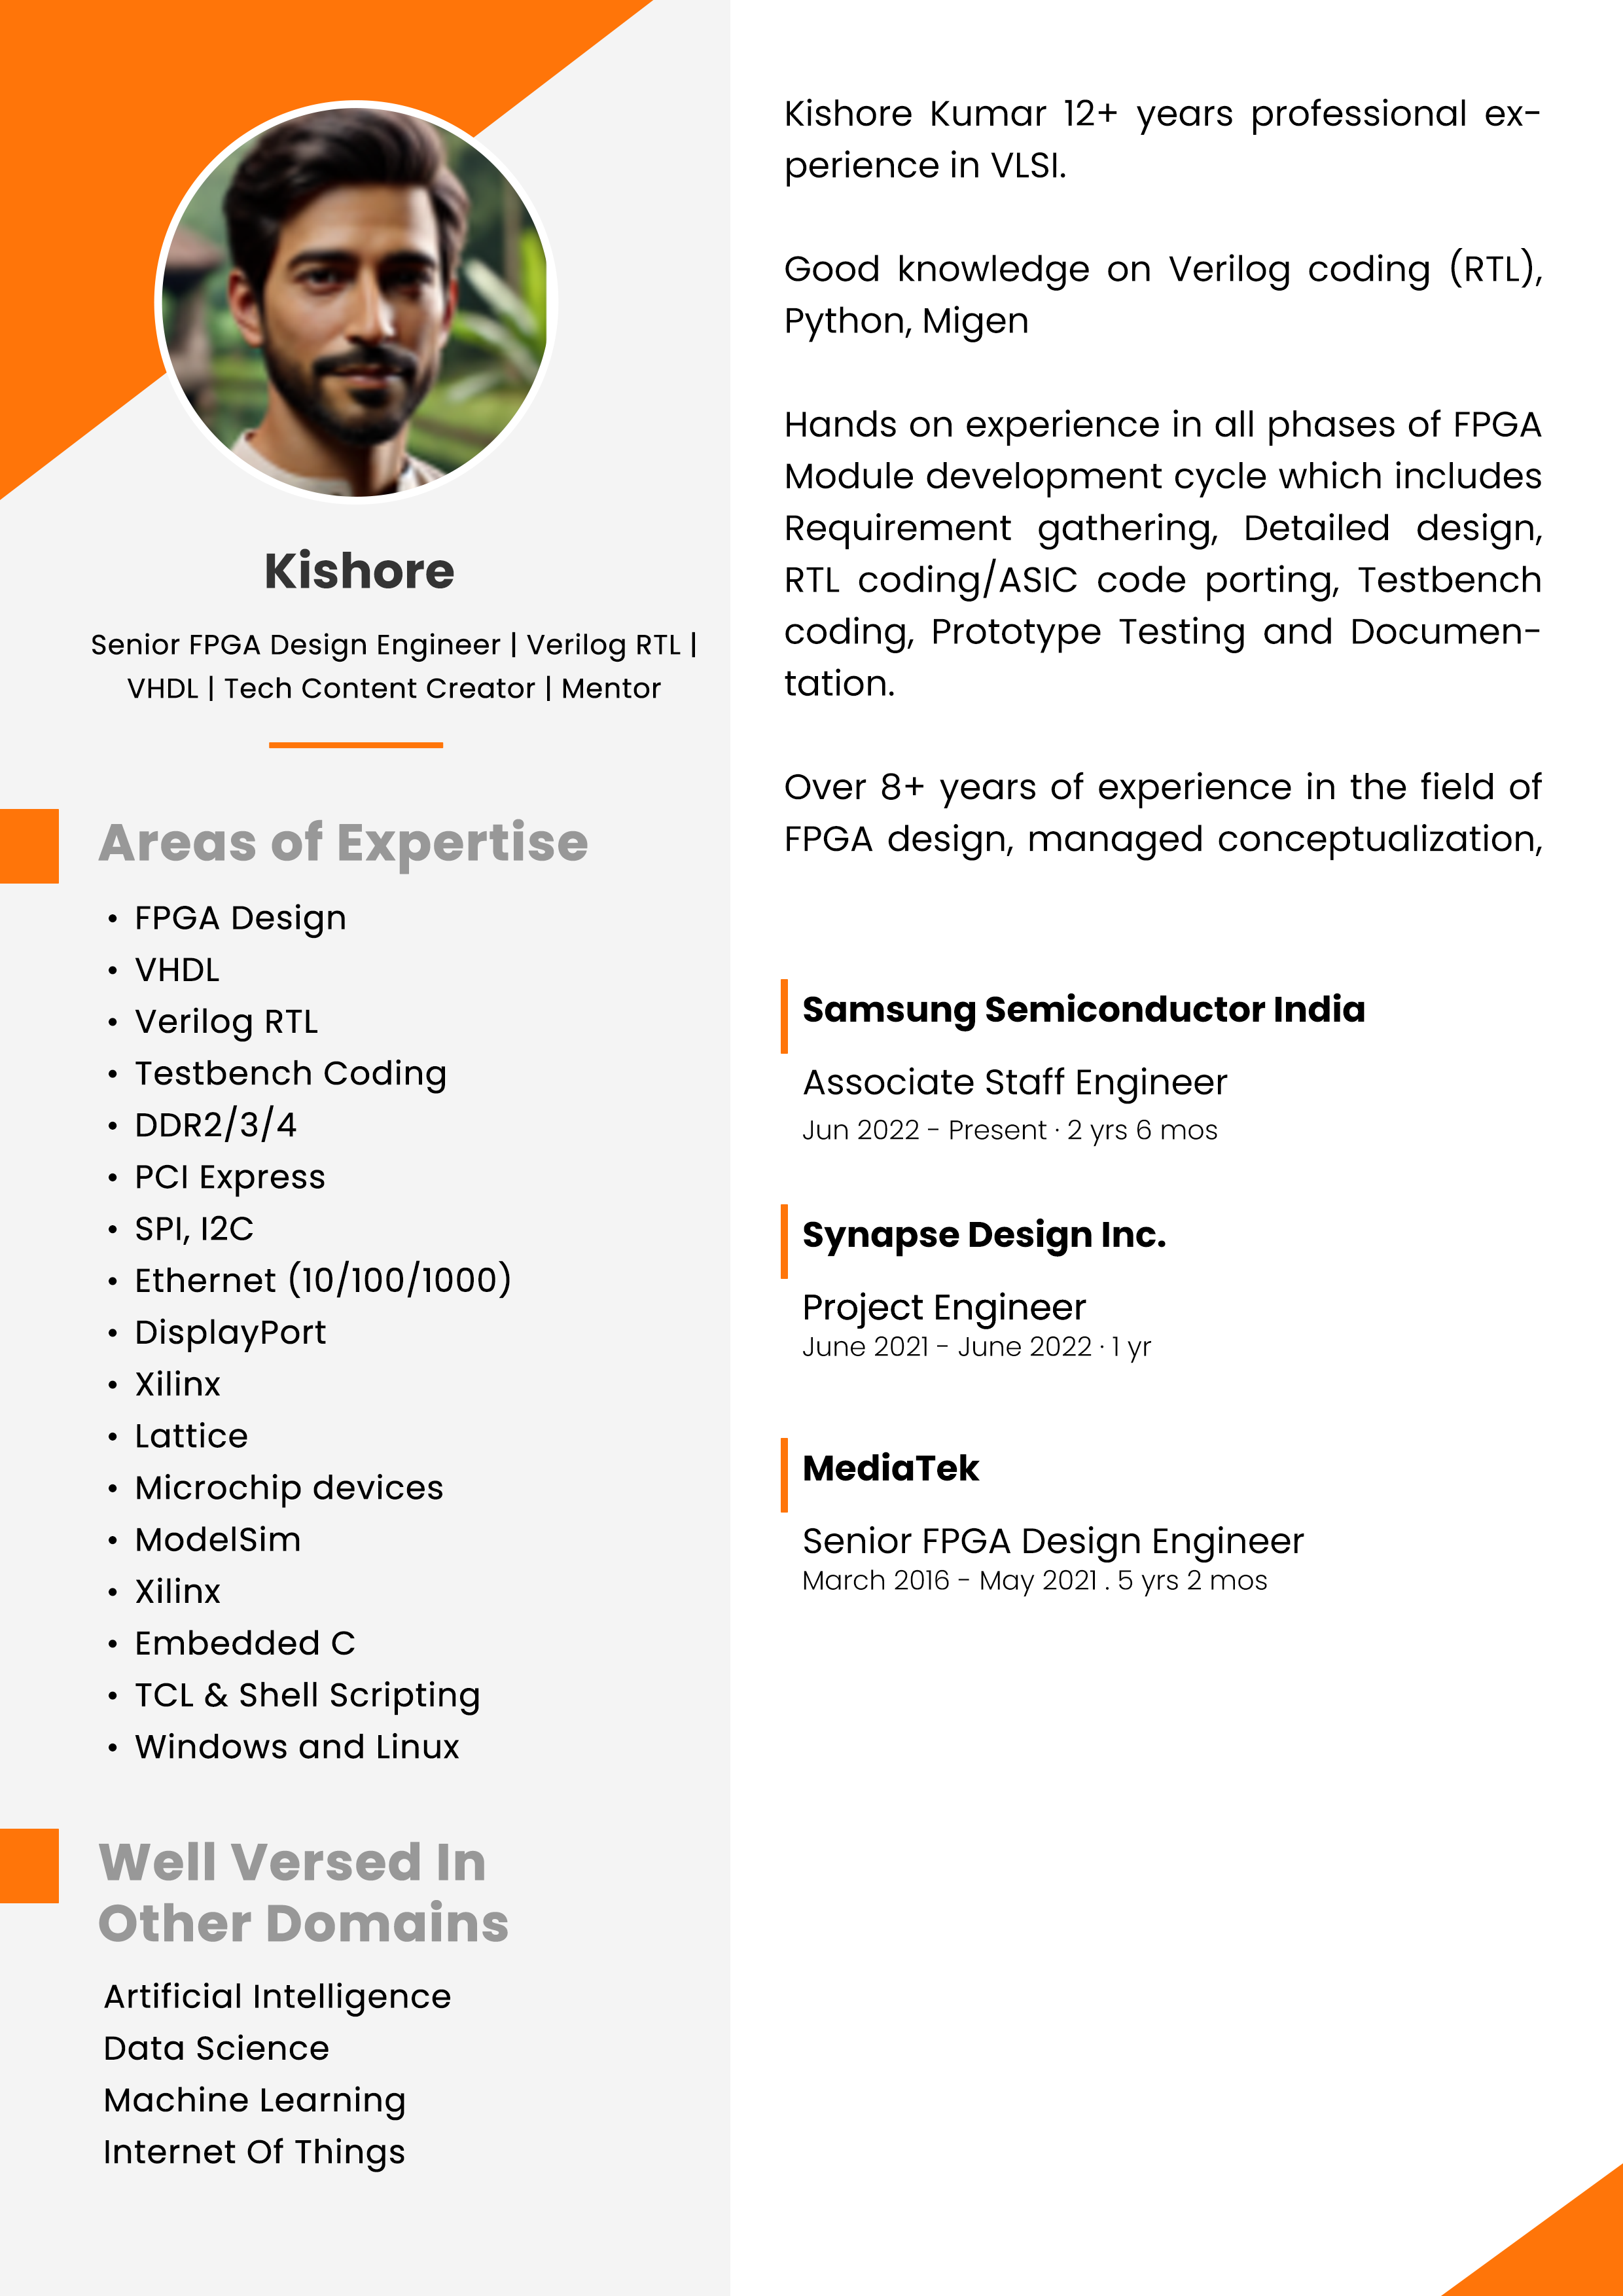 Kishore
Senior FPGA Design Engineer | Verilog RTL |
VHDL | Tech Content Creator | Mentor
Areas of Expertise
• FPGA Design
• VHDL
• Verilog RTL
• Testbench Coding
• DDR2/3/4
• PCI Express
• SPI, I2C
• Ethernet (10/100/1000)
• DisplayPort
• Xilinx
• Lattice
• Microchip devices
• ModelSim
• Xilinx
• Embedded C
• TCL & Shell Scripting
• Windows and Linux
Well Versed In
Other Domains
Artificial Intelligence
Data Science
Machine Learning
Internet Of Things
Kishore Kumar 12+ years professional ex-
perience in VLSI.
Good knowledge on Verilog coding (RTL),
Python, Migen
Hands on experience in all phases of FPGA
Module development cycle which includes
Requirement gathering, Detailed design,
RTL coding/ASIC code porting, Testbench
coding, Prototype Testing and Documen-
tation.
Over 8+ years of experience in the field of
FPGA design, managed conceptualization,
Samsung Semiconductor India
Associate Staff Engineer
Jun 2022 - Present · 2 yrs 6 mos
Synapse Design Inc.
Project Engineer
June 2021 - June 2022 · 1 yr
MediaTek
Senior FPGA Design Engineer
March 2016 - May 2021 . 5 yrs 2 mos